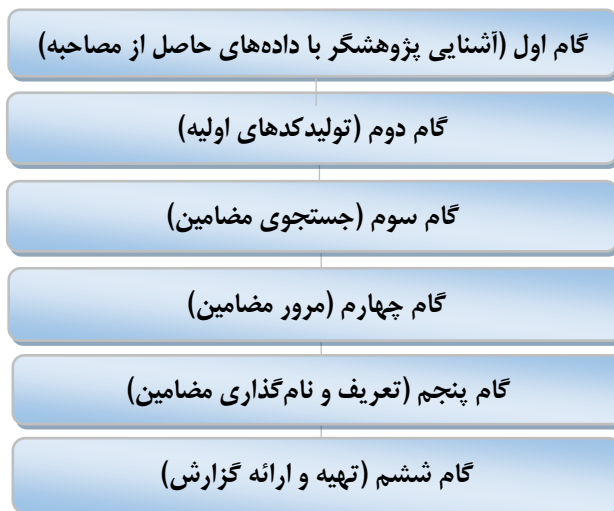 گام اول (آشنایی پژوهشگر با داده‌های حاصل از مصاحبه)
گام دوم (تولیدکدهای اولیه)
گام سوم (جستجوی مضامین)
گام چهارم (مرور مضامین)
گام پنجم (تعریف و نام‌گذاری مضامین)
گام ششم (تهیه و ارائه گزارش)